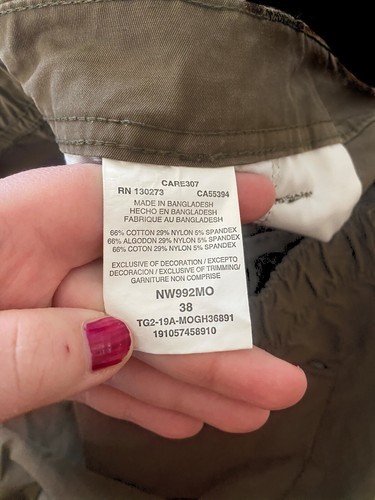 CARE307
RN 130273 CA55394
MADE IN BANGLADESH
HECHO EN BANGLADESH
FABRIQUE AU BANGLADESH
66% COTTON 29% NYLON 5% SPANDEX
66% ALGODON 29% NYLON 5% SPANDEX
66% COTON 29% NYLON 5% SPANDEX
EXCLUSIVE OF DECORATION / EXCEPTO
DECORACION / EXCLUSIVE OF TRIMMING/
GARNITURE NON COMPRISE
NW992MO
38
TG2-19A-MOGH36891
191057458910